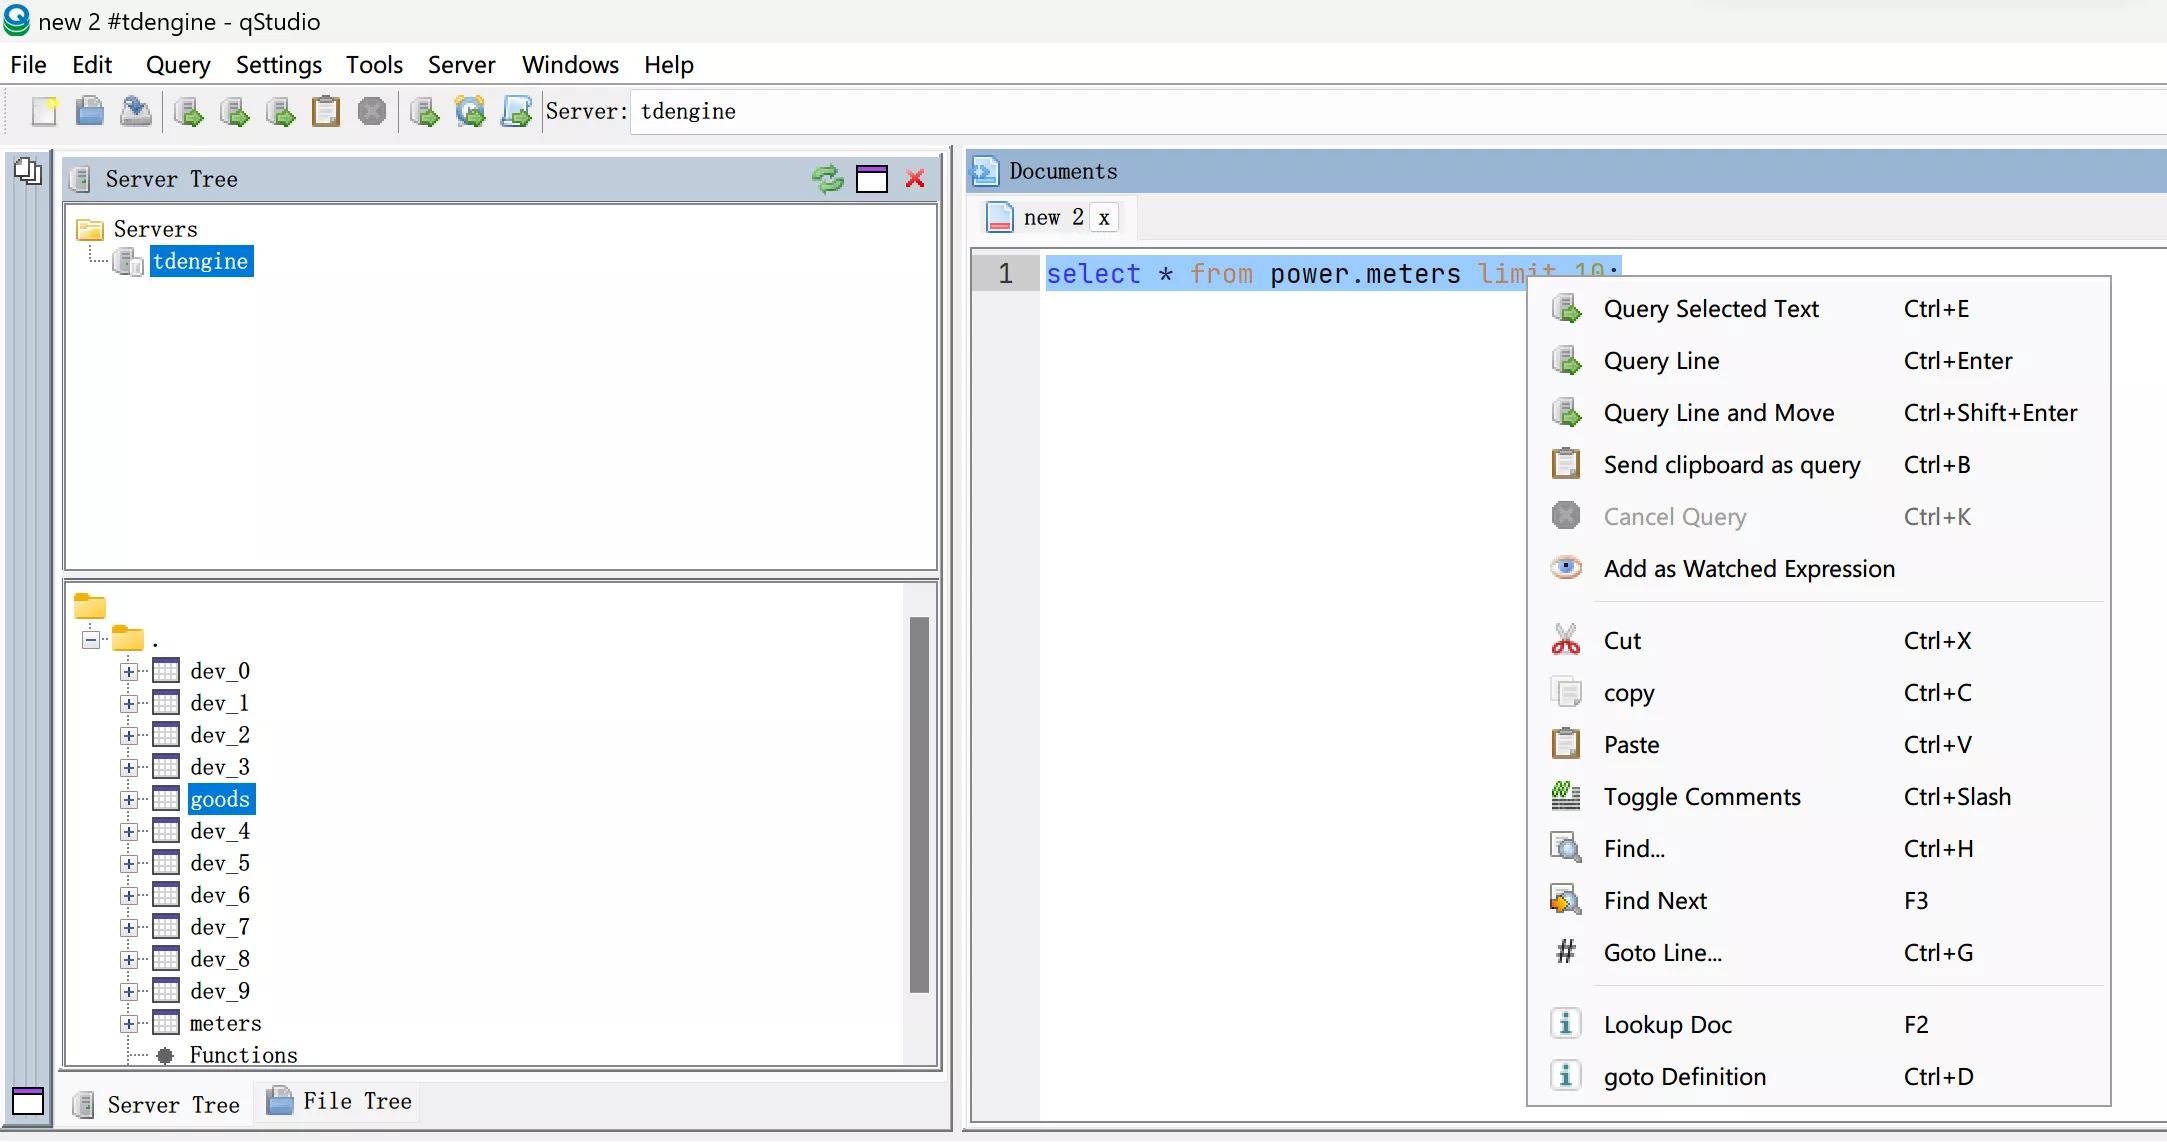 new 2 #tdengine - qStudio
File Edit Query Settings Tools Server Windows Help
Server: tdengine
Server Tree
Servers
tdengine
.
dev_0
dev_1
dev_2
dev_3
goods
dev_4
dev_5
dev_6
dev_7
dev_8
dev_9
meters
Functions
Server Tree File Tree
Documents
new 2 x
1 select * from power.meters limit 10;
Query Selected Text Ctrl+E
Query Line Ctrl+Enter
Query Line and Move Ctrl+Shift+Enter
Send clipboard as query Ctrl+B
Cancel Query Ctrl+K
Add as Watched Expression
Cut Ctrl+X
copy Ctrl+C
Paste Ctrl+V
Toggle Comments Ctrl+Slash
Find... Ctrl+H
Find Next F3
# Goto Line... Ctrl+G
Lookup Doc F2
goto Definition Ctrl+D